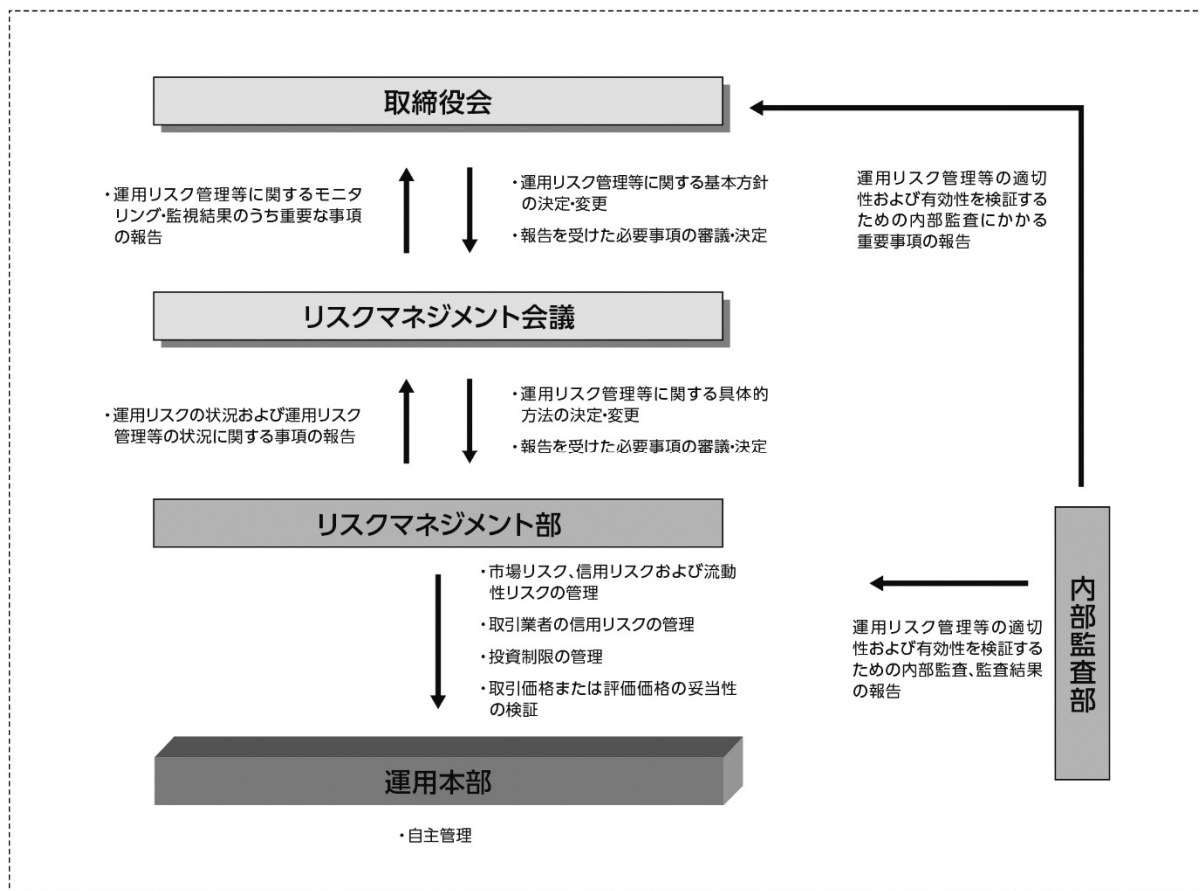 取締役会
・運用リスク管理等に関するモニ
タリング・監視結果のうち重要な事項
の報告
・運用リスク管理等に関する基本方針
の決定・変更
・報告を受けた必要事項の審議・決定
運用リスク管理等の適切
性および有効性を検証する
ための内部監査にかかる
重要事項の報告
リスクマネジメント会議
・運用リスクの状況および運用リスク
管理等の状況に関する事項の報告
・運用リスク管理等に関する具体的
方法の決定・変更
・報告を受けた必要事項の審議・決定
リスクマネジメント部
・市場リスク、信用リスクおよび流動
性リスクの管理
・取引業者の信用リスクの管理
・投資制限の管理
・取引価格または評価価格の妥当性
の検証
運用リスク管理等の適切
性および有効性を検証する
ための内部監査、監査結果
の報告
内部監査部
運用本部
・自主管理